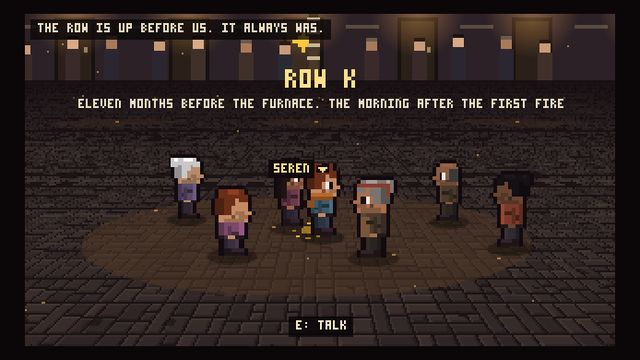 THE ROW IS UP BEFORE US. IT ALWAYS WAS.
ROW K
ELEVEN MONTHS BEFORE THE FURNACE. THE MORNING AFTER THE FIRST FIRE
SEREN
E: TALK